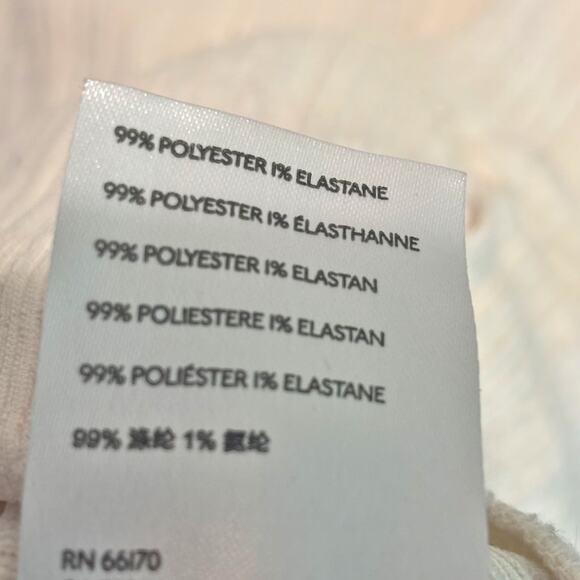 99% POLYESTER 1% ELASTANE
99% POLYESTER 1% ÉLASTHANNE
99% POLYESTER 1% ELASTAN
99% POLIESTERE 1% ELASTAN
99% POLIÉSTER 1% ELASTANE
99% 涤纶 1% 氨纶
RN 66170